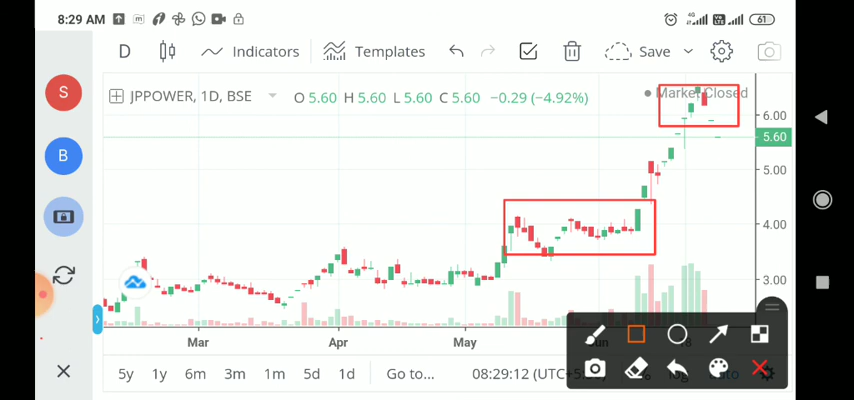 8:29 AM
4G
61
D Indicators Templates Save
S
JPPOWER, 1D, BSE O 5.60 H 5.60 L 5.60 C 5.60 −0.29 (−4.92%)
Market Closed
6.00
5.60
B
5.00
4.00
3.00
Mar Apr May
5y 1y 6m 3m 1m 5d 1d Go to... 08:29:12 (UTC+5